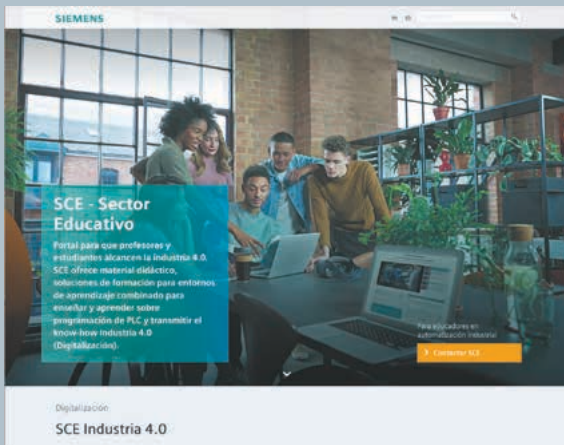 SIEMENS
SCE - Sector
Educativo
Portal para que profesores y
estudiantes alcancen la industria 4.0.
SCE ofrece material didáctico,
soluciones de formación para entornos
de aprendizaje combinado para
enseñar y aprender sobre
programación de PLC y transmitir el
know-how Industria 4.0
(Digitalización).
Para educadores en
automatización industrial
Contactar SCE
Digitalización
SCE Industria 4.0